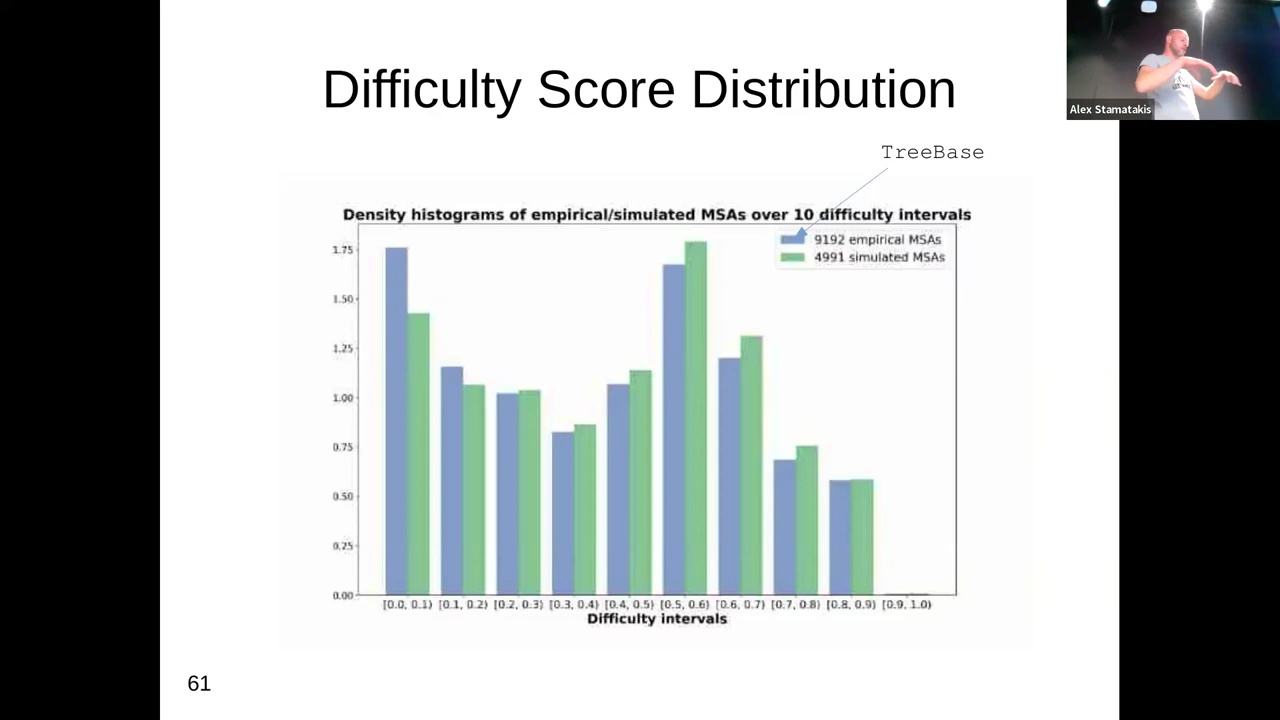 Difficulty Score Distribution
Alex Stamatakis
TreeBase
Density histograms of empirical/simulated MSAs over 10 difficulty intervals
9192 empirical MSAs
4991 simulated MSAs
1.75
1.50
1.25
1.00
0.75
0.50
0.25
0.00
[0.0, 0.1) [0.1, 0.2) [0.2, 0.3) [0.3, 0.4) [0.4, 0.5) [0.5, 0.6) [0.6, 0.7) [0.7, 0.8) [0.8, 0.9) [0.9, 1.0)
Difficulty intervals
61